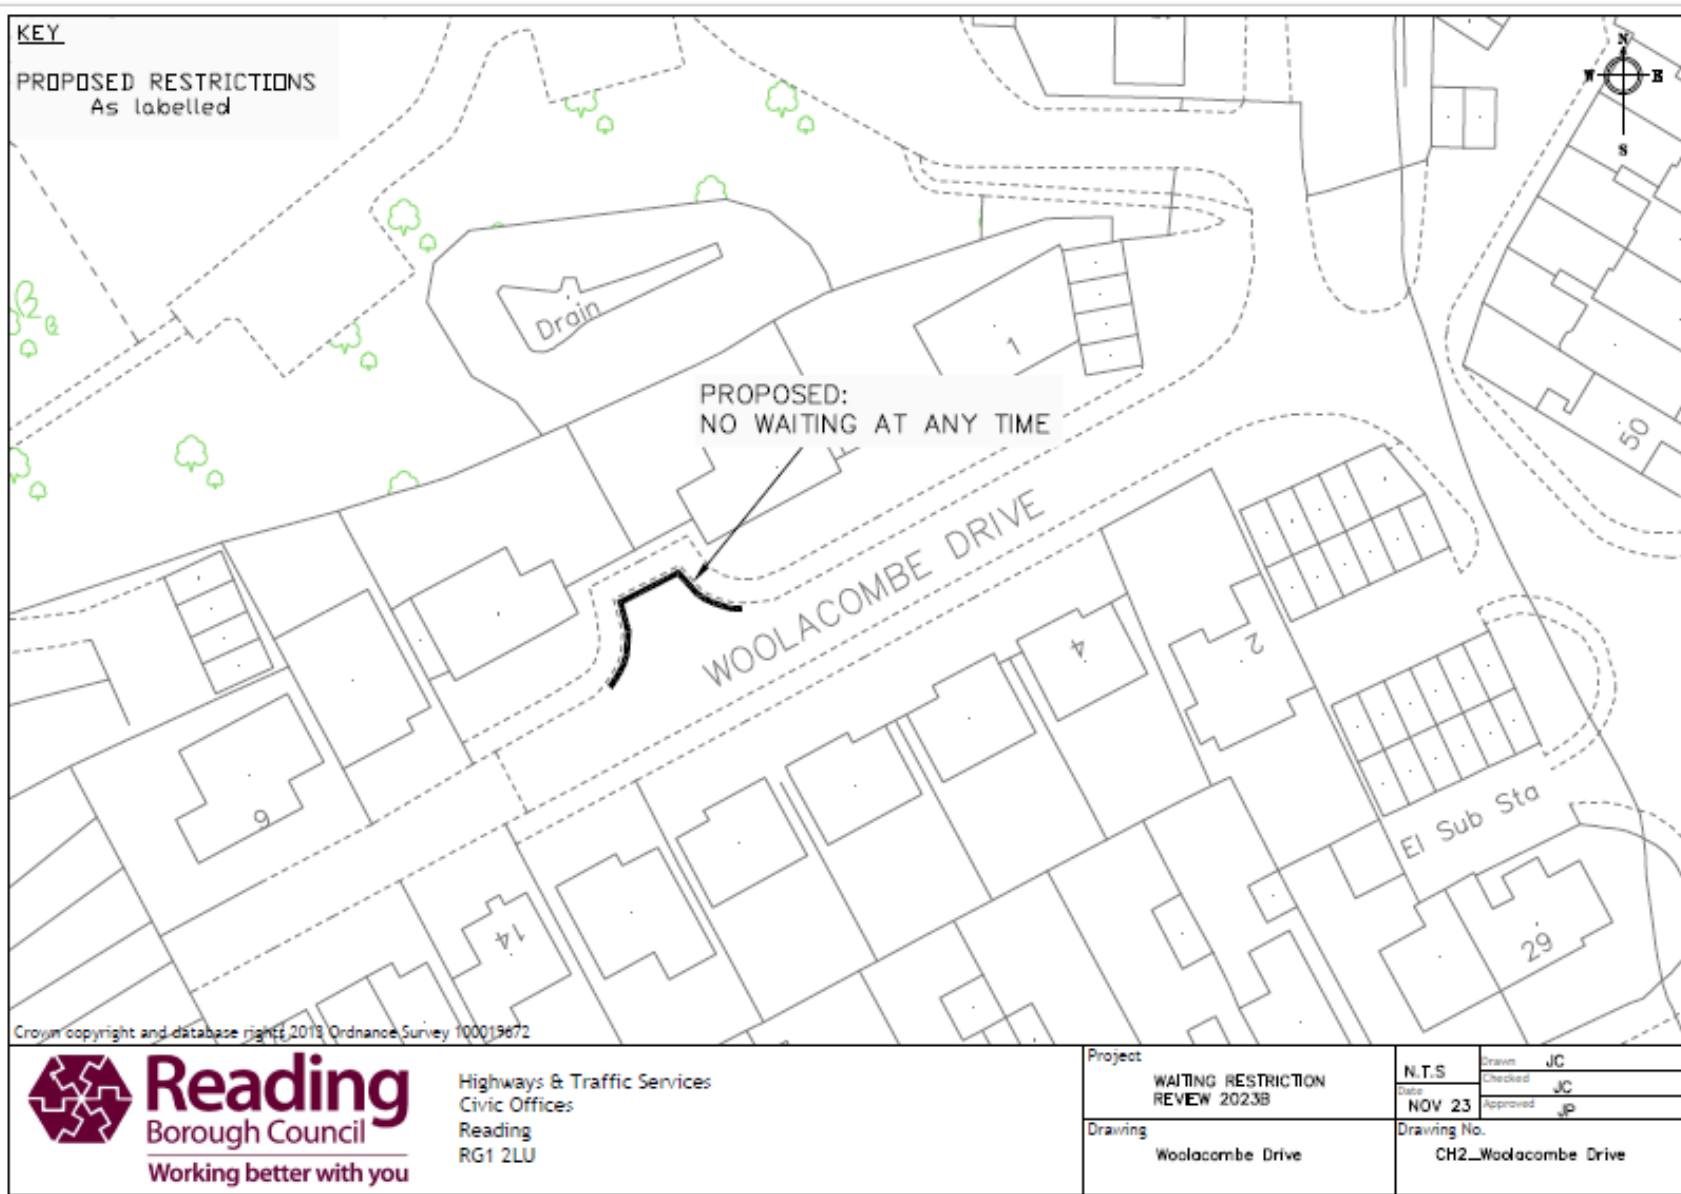 KEY
PROPOSED RESTRICTIONS
As labelled
N
W
E
S
Drain
1
PROPOSED:
NO WAITING AT ANY TIME
50
WOOLACOMBE DRIVE
4
2
9
El Sub Sta
14
29
Crown copyright and database rights 2013 Ordnance Survey 100019672
Reading
Borough Council
Working better with you
Highways & Traffic Services
Civic Offices
Reading
RG1 2LU
Project
WAITING RESTRICTION
REVIEW 2023B
Drawing
Woolacombe Drive
N.T.S
Date
NOV 23
Drawn JC
Checked JC
Approved JP
Drawing No.
CH2_Woolacombe Drive